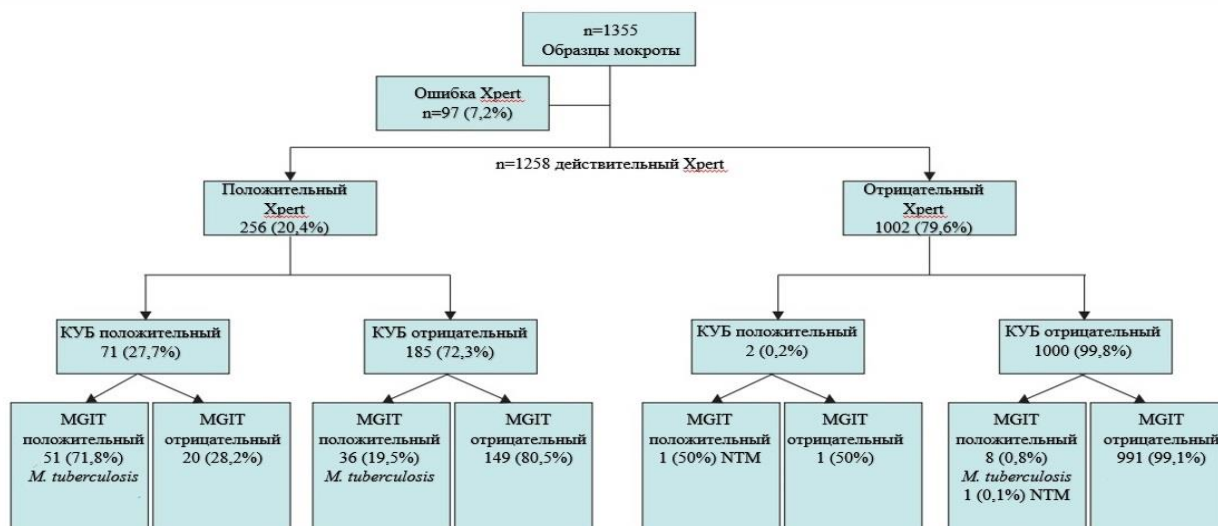 n=1355
Образцы мокроты
Ошибка Xpert
n=97 (7,2%)
n=1258 действительный Xpert
Положительный
Xpert
256 (20,4%)
Отрицательный
Xpert
1002 (79,6%)
КУБ положительный
71 (27,7%)
КУБ отрицательный
185 (72,3%)
КУБ положительный
2 (0,2%)
КУБ отрицательный
1000 (99,8%)
MGIT
положительный
51 (71,8%)
M. tuberculosis
MGIT
отрицательный
20 (28,2%)
MGIT
положительный
36 (19,5%)
M. tuberculosis
MGIT
отрицательный
149 (80,5%)
MGIT
положительный
1 (50%) NTM
MGIT
отрицательный
1 (50%)
MGIT
положительный
8 (0,8%)
M. tuberculosis
1 (0,1%) NTM
MGIT
отрицательный
991 (99,1%)